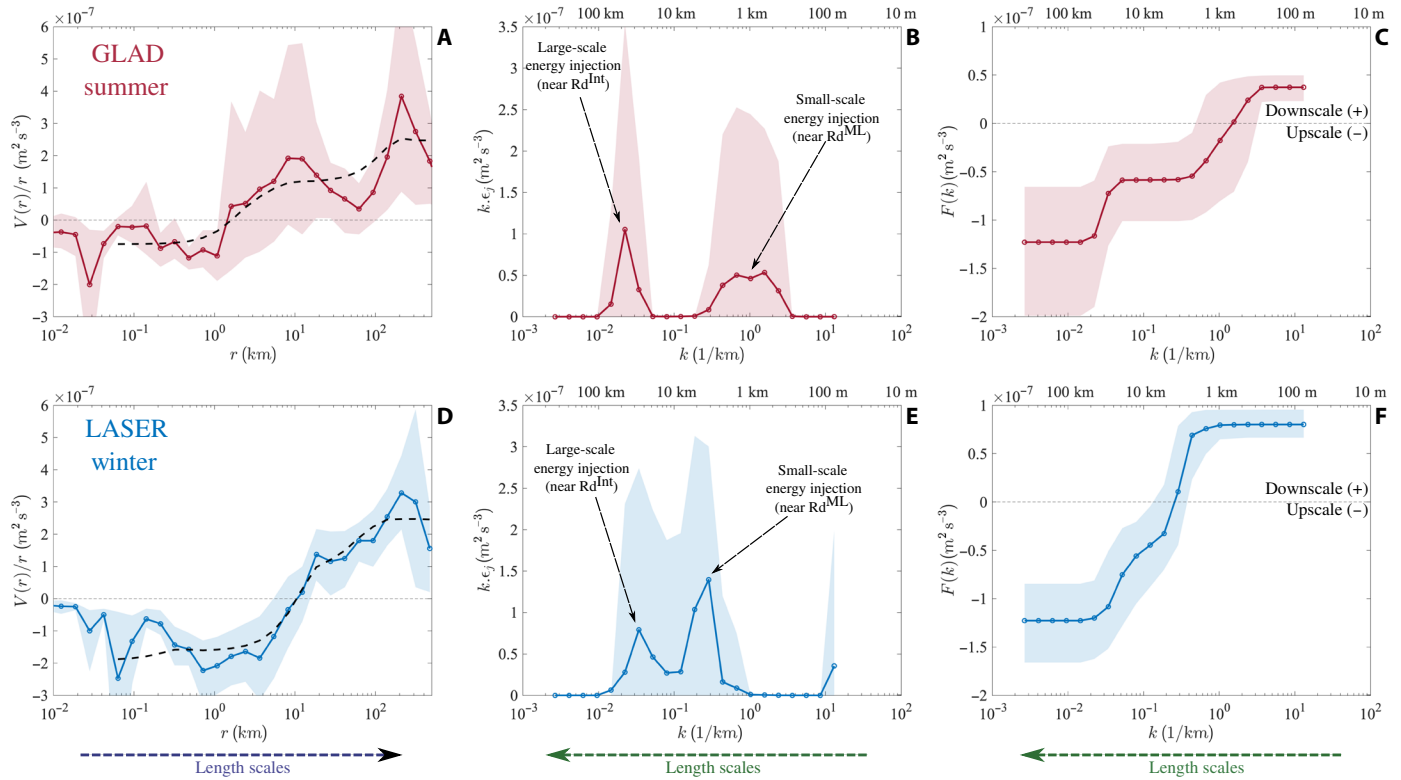 ×10⁻⁷
A
GLAD
summer
6
5
4
3
2
1
0
-1
-2
-3
V(r)/r (m² s⁻³)
10⁻² 10⁻¹ 10⁰ 10¹ 10²
r (km)
100 km 10 km 1 km 100 m 10 m
×10⁻⁷
B
Large-scale
energy injection
(near Rd^Int)
Small-scale
energy injection
(near Rd^ML)
3.5
3
2.5
2
1.5
1
0.5
0
k.ϵⱼ(m² s⁻³)
10⁻³ 10⁻² 10⁻¹ 10⁰ 10¹ 10²
k (1/km)
100 km 10 km 1 km 100 m 10 m
×10⁻⁷
C
Downscale (+)
Upscale (−)
1
0.5
0
-0.5
-1
-1.5
-2
F(k)(m² s⁻³)
10⁻³ 10⁻² 10⁻¹ 10⁰ 10¹ 10²
k (1/km)
×10⁻⁷
D
LASER
winter
6
5
4
3
2
1
0
-1
-2
-3
V(r)/r (m² s⁻³)
10⁻² 10⁻¹ 10⁰ 10¹ 10²
r (km)
Length scales
100 km 10 km 1 km 100 m 10 m
×10⁻⁷
E
Large-scale
energy injection
(near Rd^Int)
Small-scale
energy injection
(near Rd^ML)
3.5
3
2.5
2
1.5
1
0.5
0
k.ϵⱼ(m² s⁻³)
10⁻³ 10⁻² 10⁻¹ 10⁰ 10¹ 10²
k (1/km)
Length scales
100 km 10 km 1 km 100 m 10 m
×10⁻⁷
F
Downscale (+)
Upscale (−)
1
0.5
0
-0.5
-1
-1.5
-2
F(k)(m² s⁻³)
10⁻³ 10⁻² 10⁻¹ 10⁰ 10¹ 10²
k (1/km)
Length scales